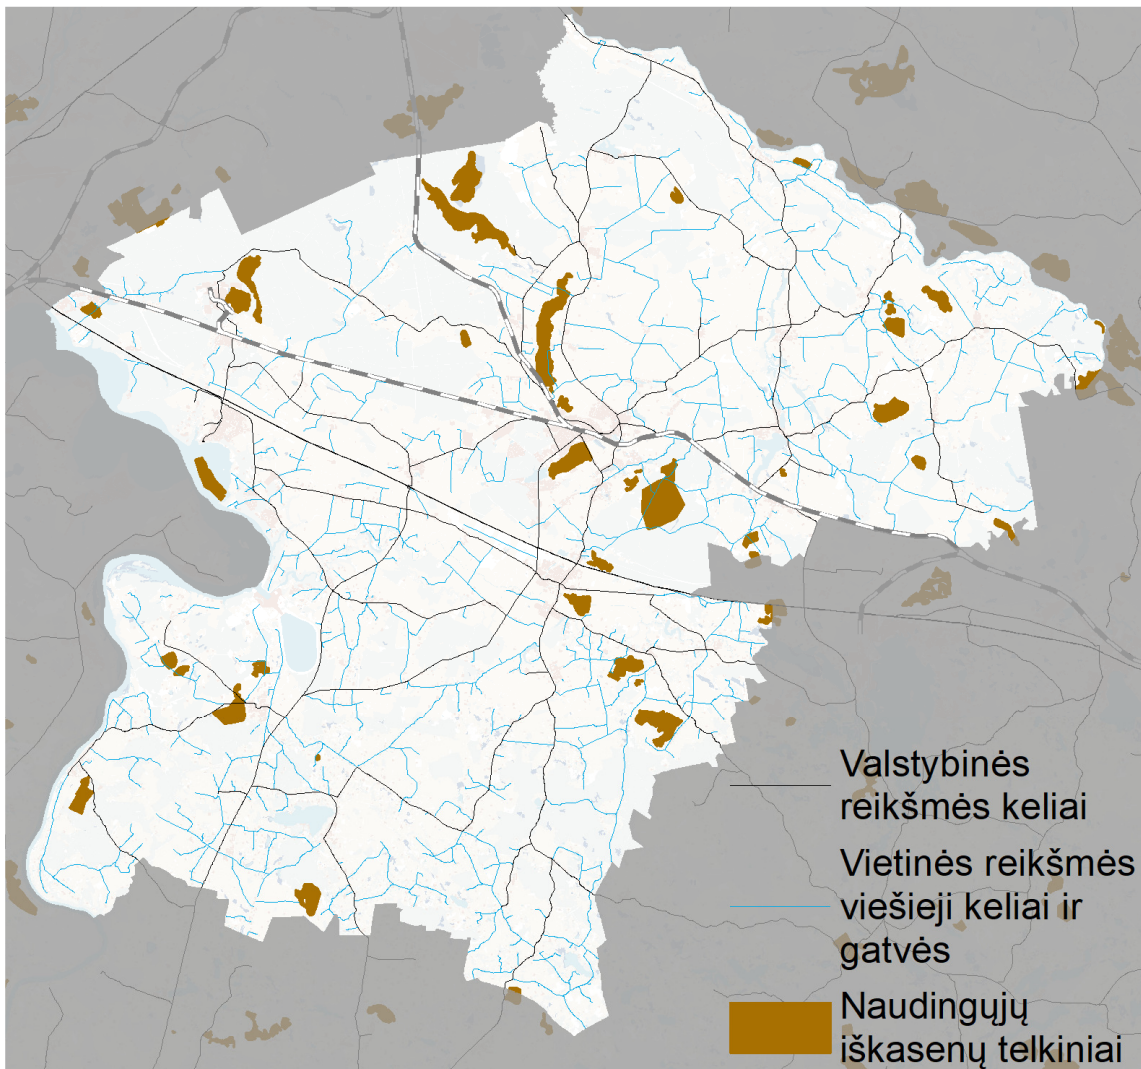 Valstybinės
reikšmės keliai
Vietinės reikšmės
viešieji keliai ir
gatvės
Naudingųjų
iškasenų telkiniai